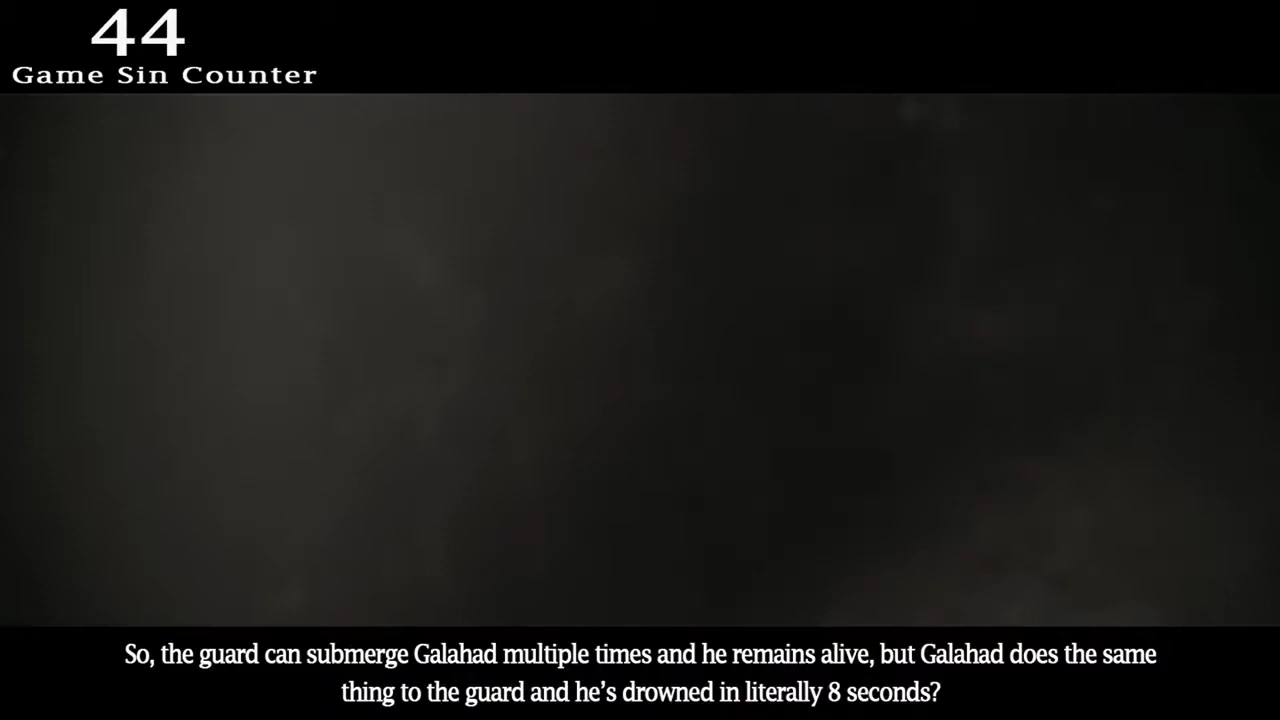 44
Game Sin Counter
So, the guard can submerge Galahad multiple times and he remains alive, but Galahad does the same
thing to the guard and he's drowned in literally 8 seconds?